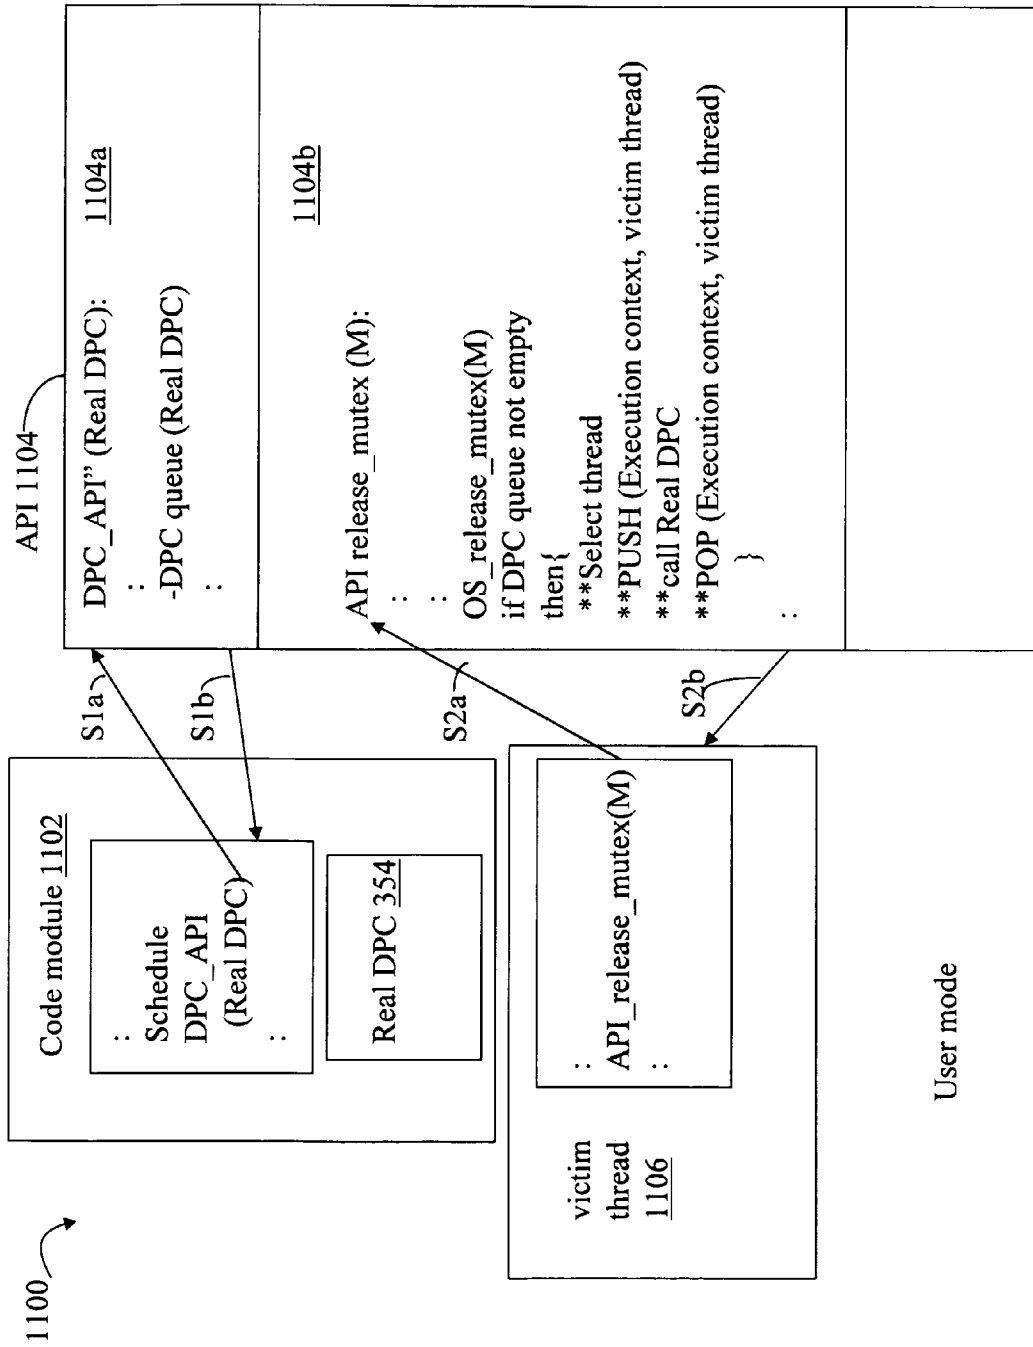 1100
Code module 1102
:
Schedule
DPC_API
(Real DPC)
:
Real DPC 354
victim
thread
1106
:
API_release_mutex(M)
:
User mode
S1a
S1b
S2a
S2b
API 1104
DPC_API” (Real DPC): 1104a
:
-DPC queue (Real DPC)
:
1104b
API release_mutex (M):
:
:
OS_release_mutex(M)
if DPC queue not empty
then{
**Select thread
**PUSH (Execution context, victim thread)
**call Real DPC
**POP (Execution context, victim thread)
}
: